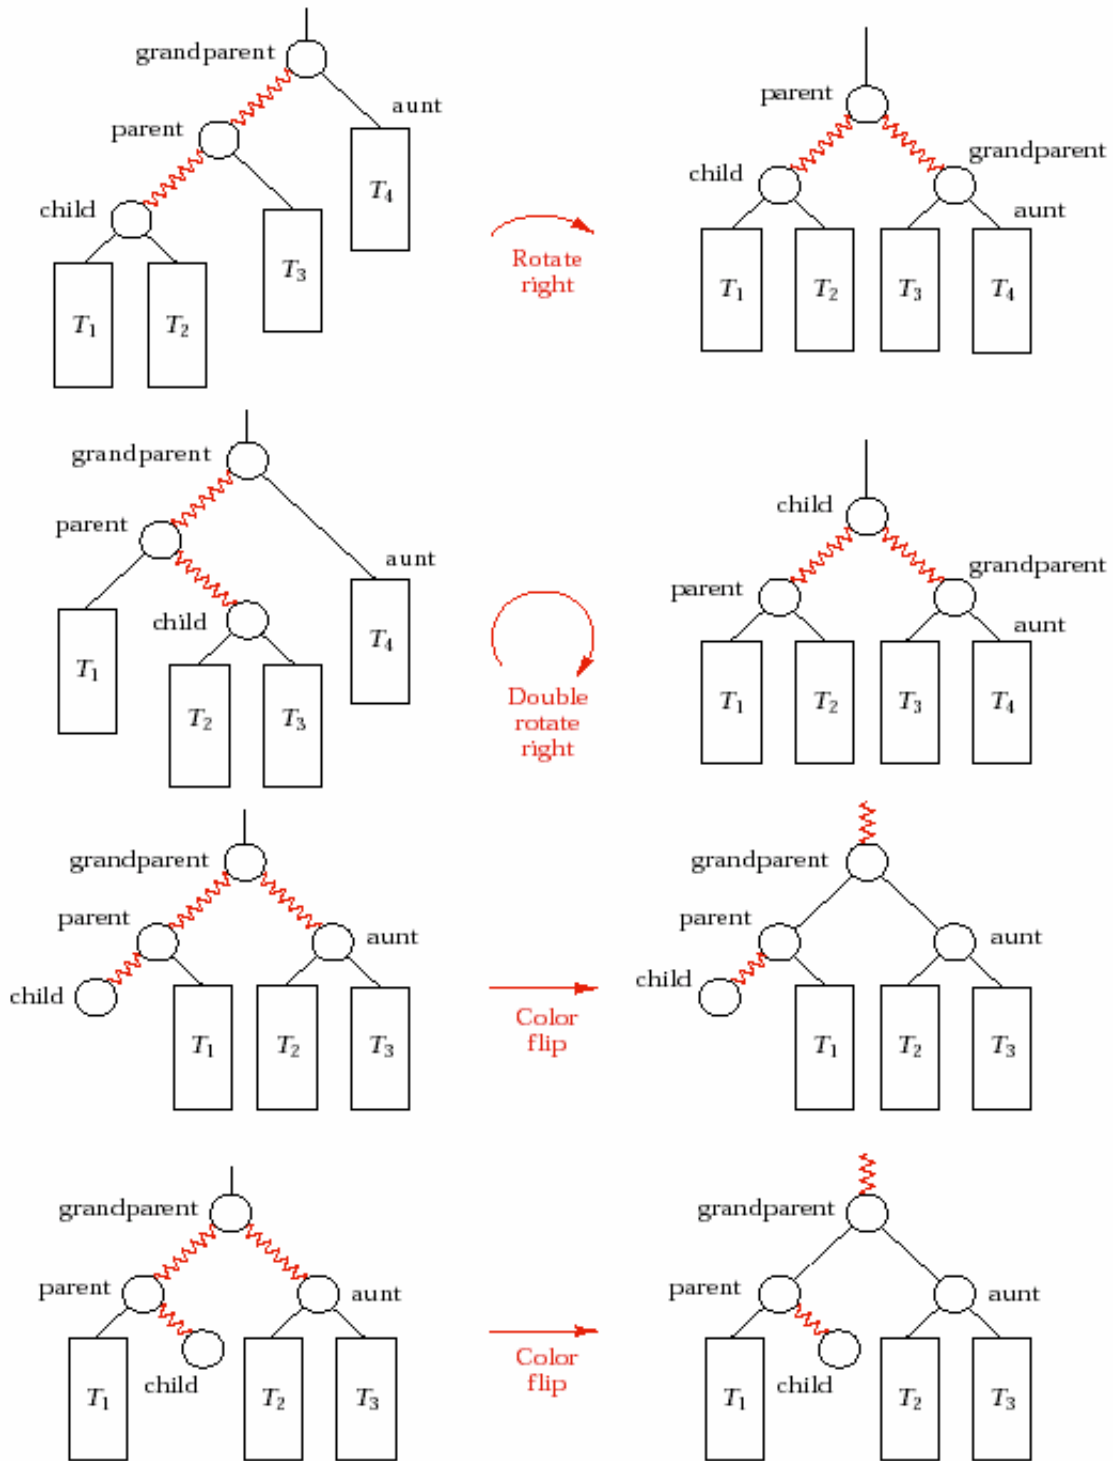 grandparent
aunt
parent
child
T4
T3
T1
T2
Rotate
right
parent
child
grandparent
aunt
T1
T2
T3
T4
grandparent
parent
aunt
child
T1
T4
T2
T3
Double
rotate
right
child
parent
grandparent
aunt
T1
T2
T3
T4
grandparent
parent
aunt
child
T1
T2
T3
Color
flip
grandparent
parent
aunt
child
T1
T2
T3
grandparent
parent
aunt
child
T1
T2
T3
Color
flip
grandparent
parent
aunt
child
T1
T2
T3